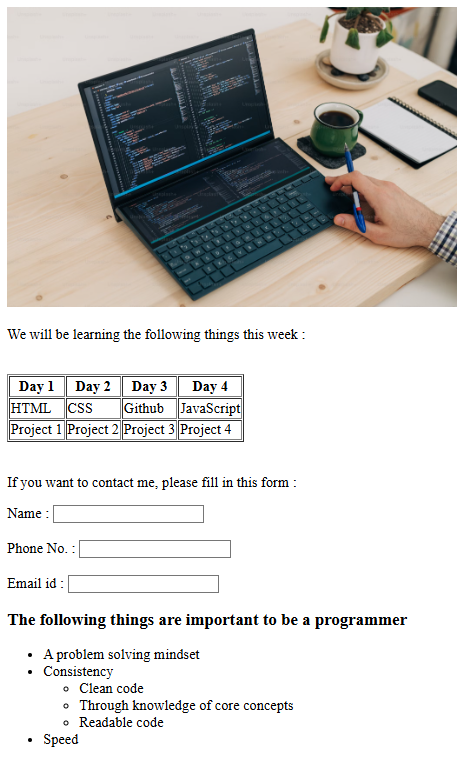 We will be learning the following things this week :
Day 1 Day 2 Day 3 Day 4
HTML CSS Github JavaScript
Project 1 Project 2 Project 3 Project 4
If you want to contact me, please fill in this form :
Name :
Phone No. :
Email id :
The following things are important to be a programmer
A problem solving mindset
Consistency
Clean code
Through knowledge of core concepts
Readable code
Speed